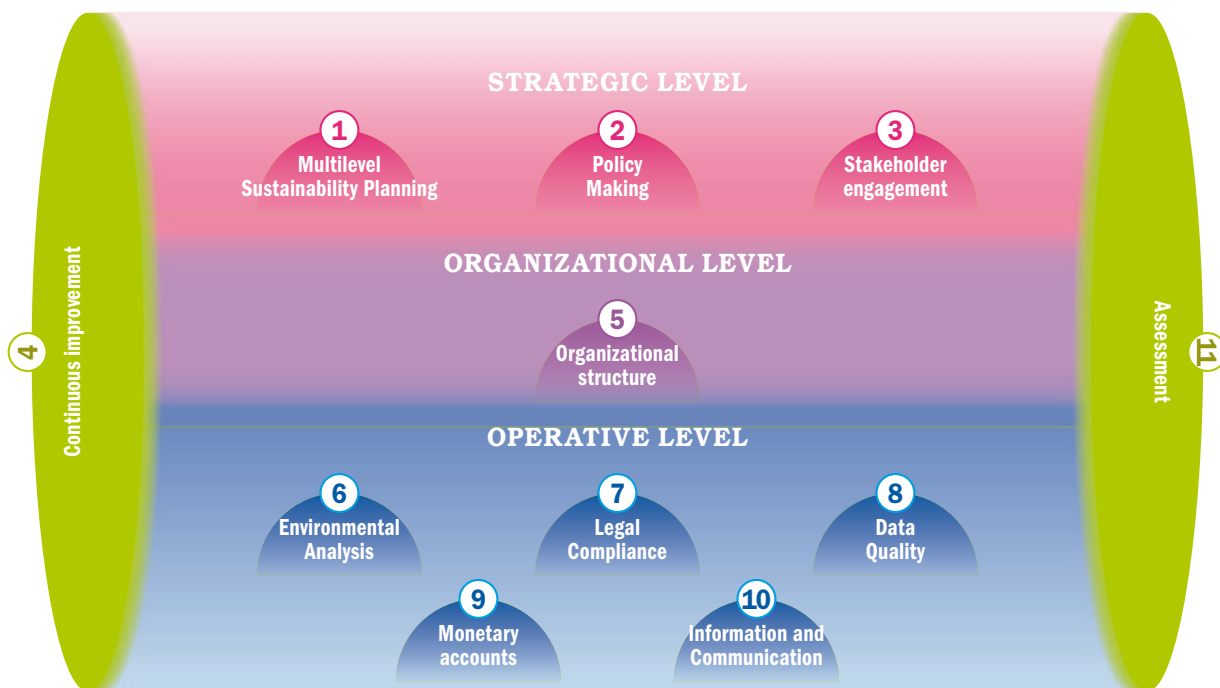 STRATEGIC LEVEL
1
Multilevel
Sustainability Planning
2
Policy
Making
3
Stakeholder
engagement
4
Continuous improvement
ORGANIZATIONAL LEVEL
5
Organizational
structure
11
Assessment
OPERATIVE LEVEL
6
Environmental
Analysis
7
Legal
Compliance
8
Data
Quality
9
Monetary
accounts
10
Information and
Communication